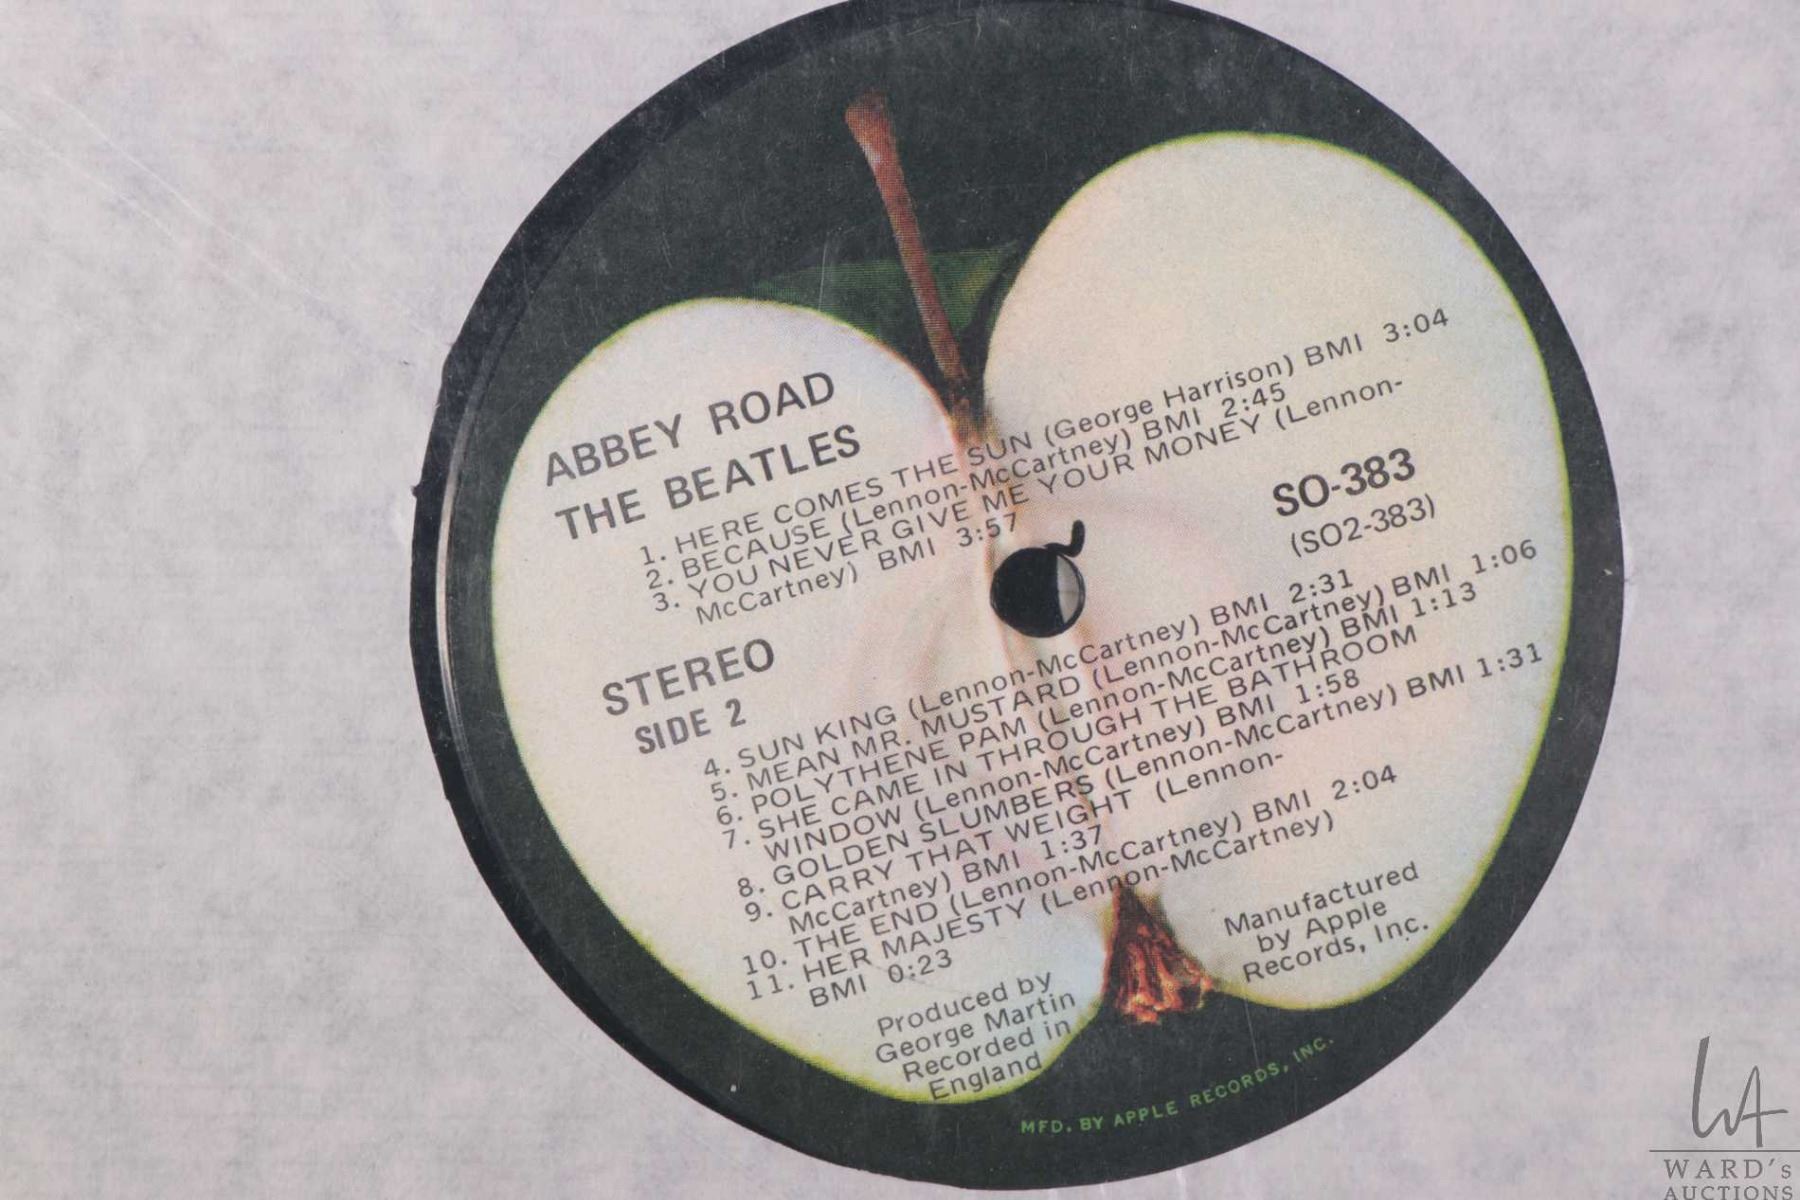 ABBEY ROAD
THE BEATLES
1. HERE COMES THE SUN (George Harrison) BMI 3:04
2. BECAUSE (Lennon-McCartney) BMI 2:45
3. YOU NEVER GIVE ME YOUR MONEY (Lennon-
McCartney) BMI 3:57
SO-383
(SO2-383)
STEREO
SIDE 2
4. SUN KING (Lennon-McCartney) BMI 2:31
5. MEAN MR. MUSTARD (Lennon-McCartney) BMI 1:06
6. POLYTHENE PAM (Lennon-McCartney) BMI 1:13
7. SHE CAME IN THROUGH THE BATHROOM
WINDOW (Lennon-McCartney) BMI 1:58
8. GOLDEN SLUMBERS (Lennon-McCartney) BMI 1:31
9. CARRY THAT WEIGHT (Lennon-
McCartney) BMI 1:37
10. THE END (Lennon-McCartney) BMI 2:04
11. HER MAJESTY (Lennon-McCartney)
BMI 0:23
Produced by
George Martin
Recorded in
England
Manufactured
by Apple
Records, Inc.
MFD. BY APPLE RECORDS, INC.
WA
WARD's
AUCTIONS